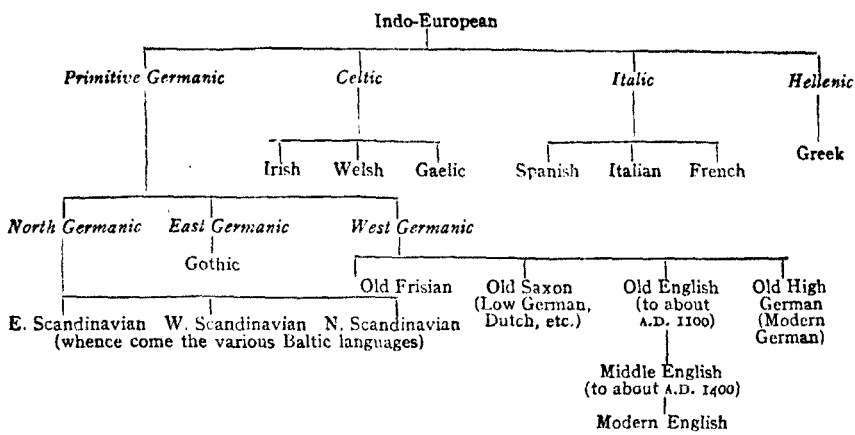 Indo-European
Primitive Germanic Celtic Italic Hellenic
Irish Welsh Gaelic Spanish Italian French Greek
North Germanic East Germanic West Germanic
Gothic
Old Frisian Old Saxon Old English Old High
(Low German, (to about German
Dutch, etc.) A.D. 1100) (Modern
German)
E. Scandinavian W. Scandinavian N. Scandinavian
(whence come the various Baltic languages)
Middle English
(to about A.D. 1400)
Modern English